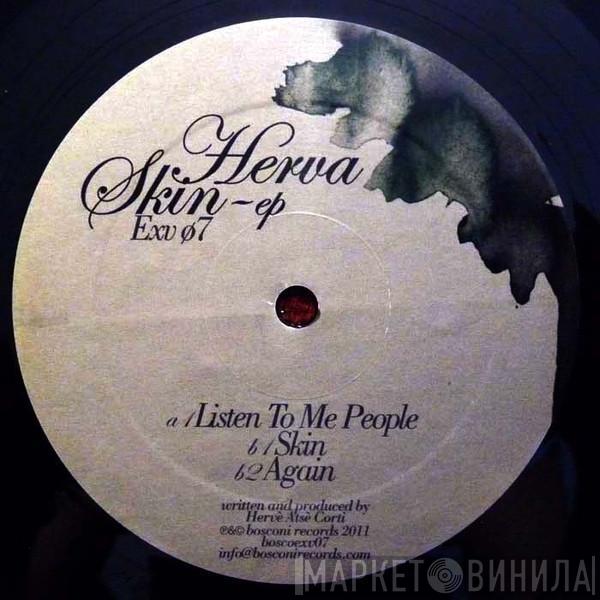 Herva
Skin-ep
Exv ø7
a1 Listen To Me People
b1 Skin
b2 Again
written and produced by
Hervè Atsè Corti
℗&© bosconi records 2011
boscoexv07
info@bosconirecords.com
МАРКЕТ ВИНИЛА